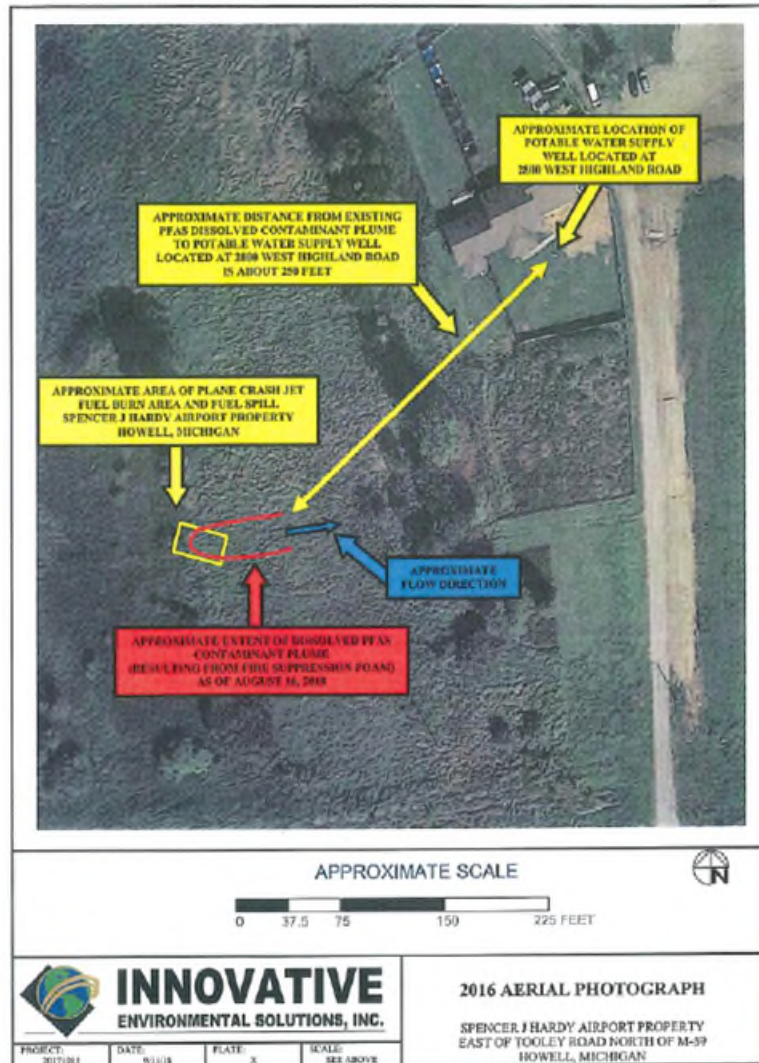 APPROXIMATE LOCATION OF
POTABLE WATER SUPPLY
WELL LOCATED AT
2800 WEST HIGHLAND ROAD
APPROXIMATE DISTANCE FROM EXISTING
PFAS DISSOLVED CONTAMINANT PLUME
TO POTABLE WATER SUPPLY WELL
LOCATED AT 2800 WEST HIGHLAND ROAD
IS ABOUT 250 FEET
APPROXIMATE AREA OF PLANE CRASH JET
FUEL BURN AREA AND FUEL SPILL
SPENCER J HARDY AIRPORT PROPERTY
HOWELL, MICHIGAN
APPROXIMATE
FLOW DIRECTION
APPROXIMATE EXTENT OF DISSOLVED PFAS
CONTAMINANT PLUME
(RESULTING FROM FIRE SUPPRESSION FOAM)
AS OF AUGUST 16, 2018
APPROXIMATE SCALE
N
0 37.5 75 150 225 FEET
INNOVATIVE
ENVIRONMENTAL SOLUTIONS, INC.
2016 AERIAL PHOTOGRAPH
SPENCER J HARDY AIRPORT PROPERTY
EAST OF TOOLEY ROAD NORTH OF M-59
HOWELL, MICHIGAN
PROJECT: DATE: PLATE: SCALE:
X SEE ABOVE